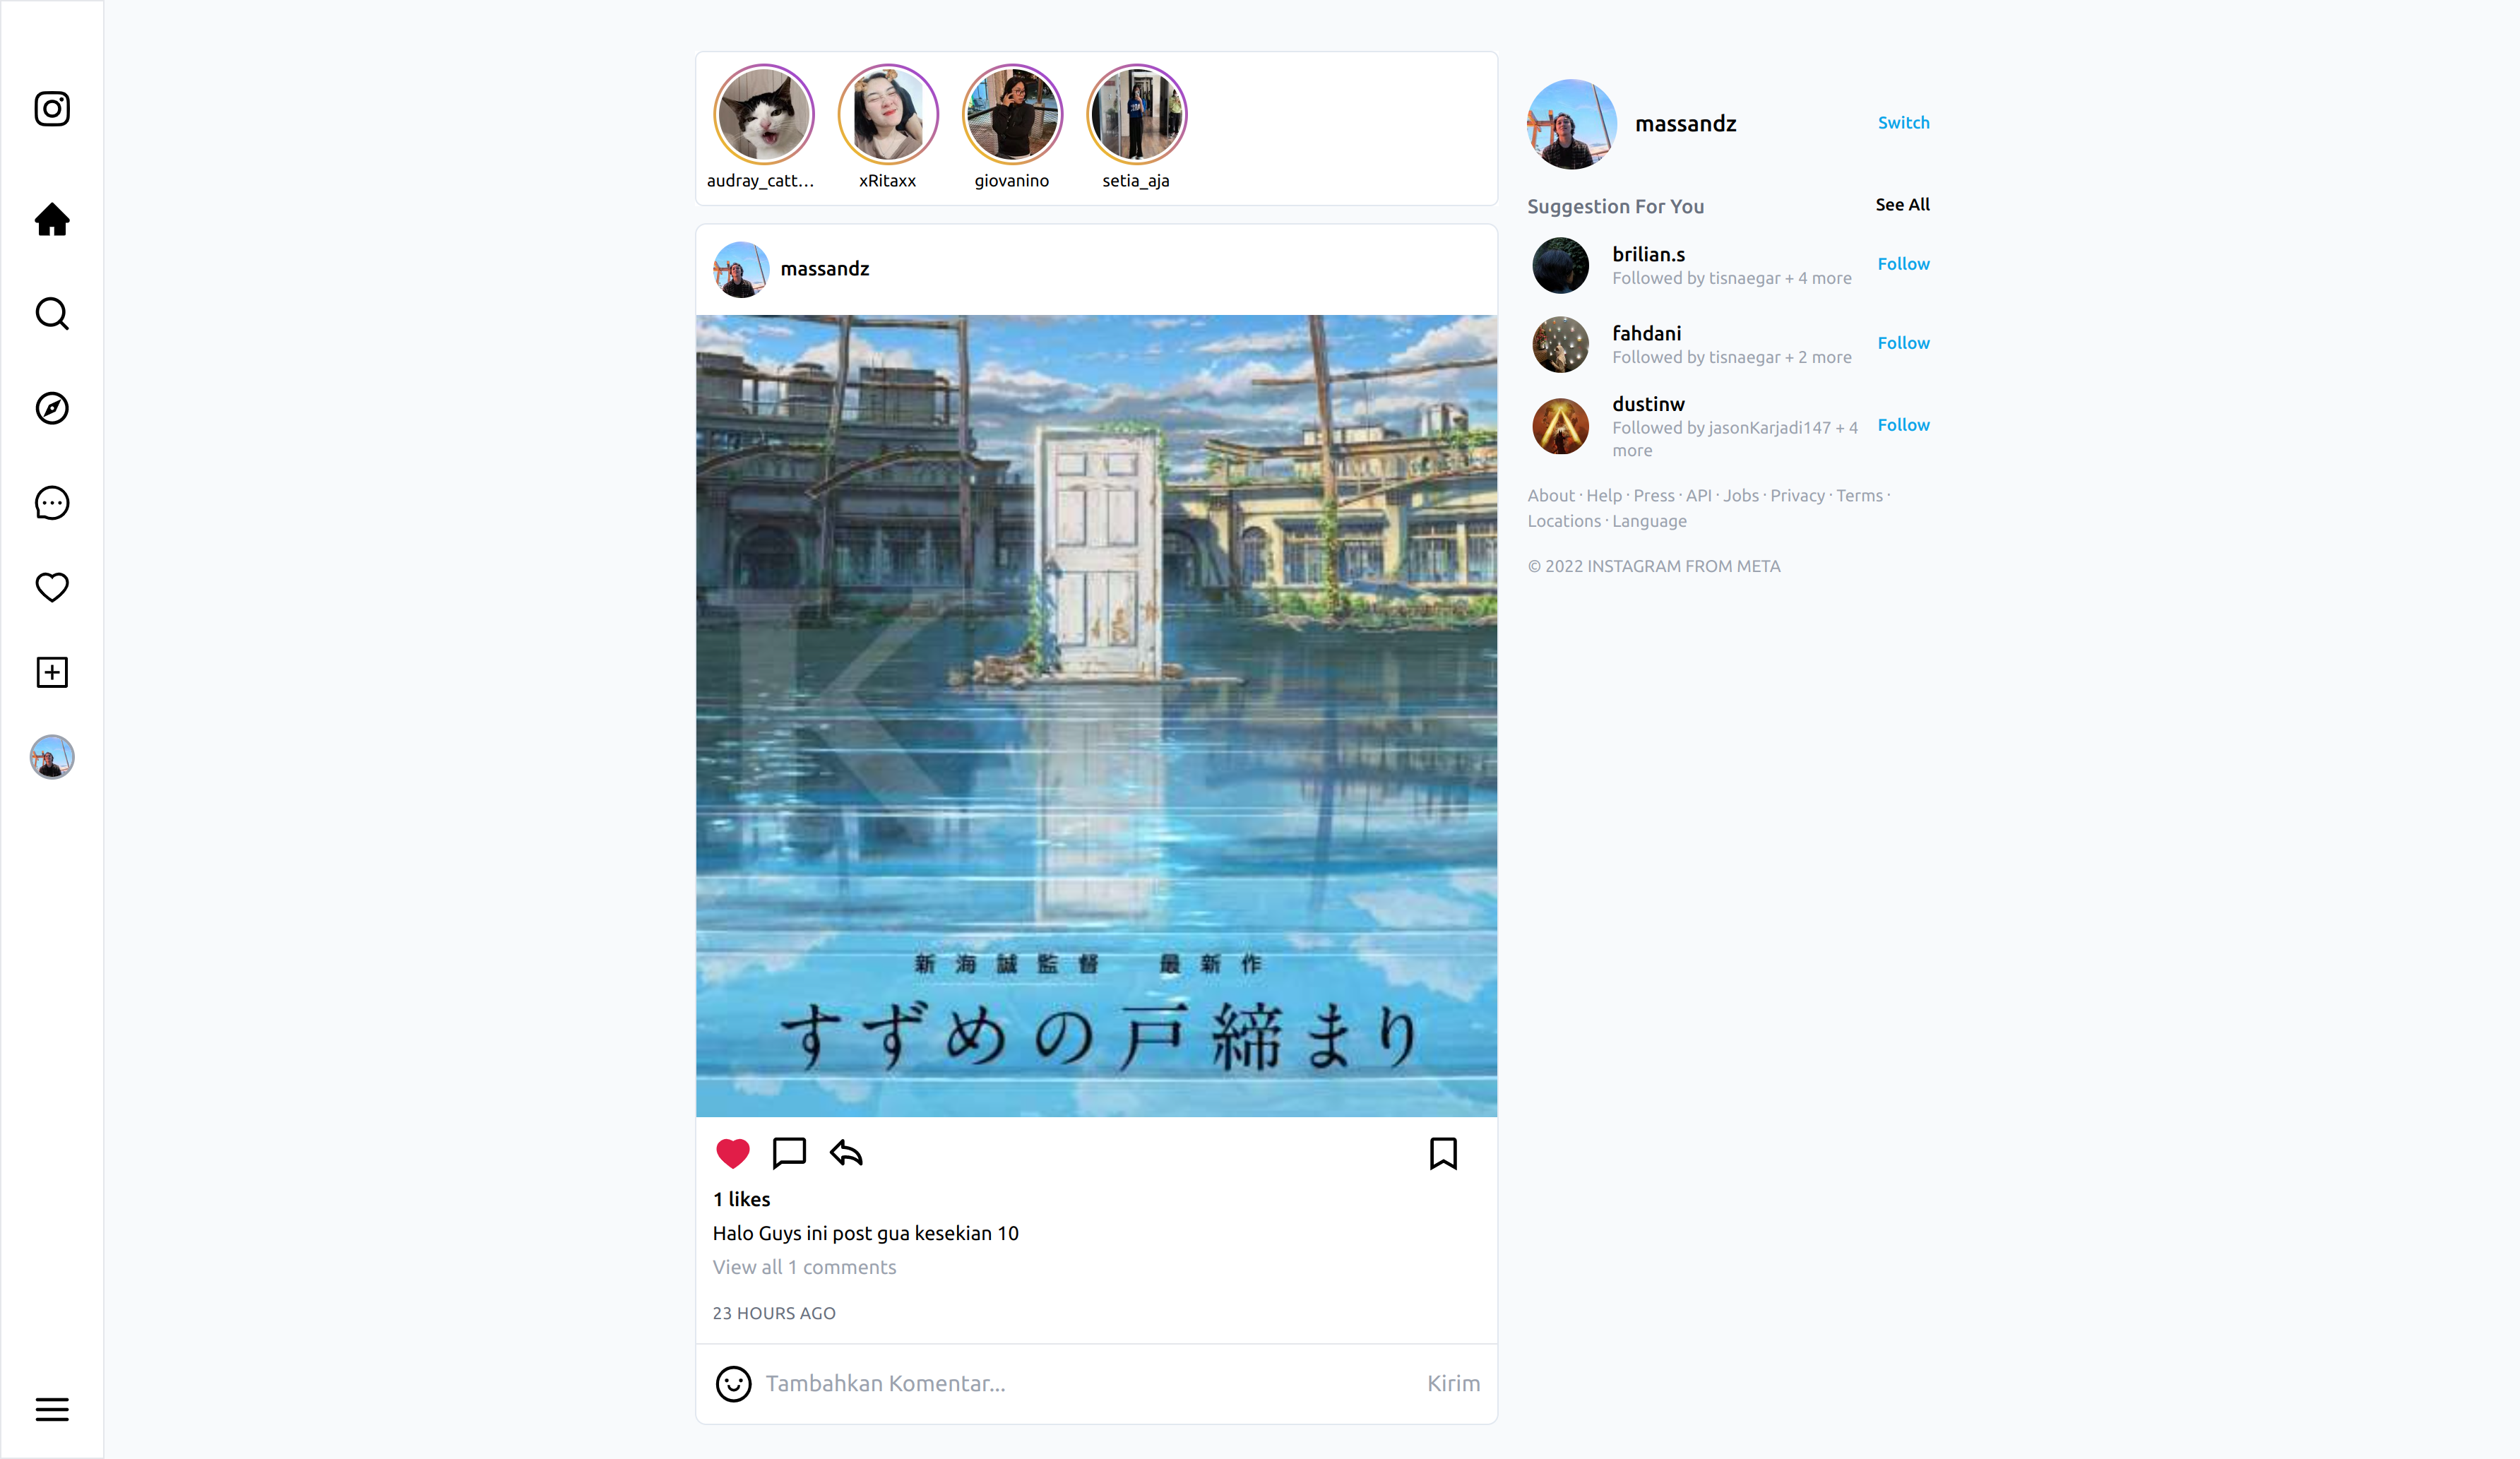 audray_catt...
xRitaxx
giovanino
setia_aja
massandz
新海誠監督 最新作
すずめの戸締まり
1 likes
Halo Guys ini post gua kesekian 10
View all 1 comments
23 HOURS AGO
Tambahkan Komentar...
Kirim
massandz
Switch
Suggestion For You
See All
brilian.s
Followed by tisnaegar + 4 more
Follow
fahdani
Followed by tisnaegar + 2 more
Follow
dustinw
Followed by jasonKarjadi147 + 4
more
Follow
About · Help · Press · API · Jobs · Privacy · Terms ·
Locations · Language
© 2022 INSTAGRAM FROM META